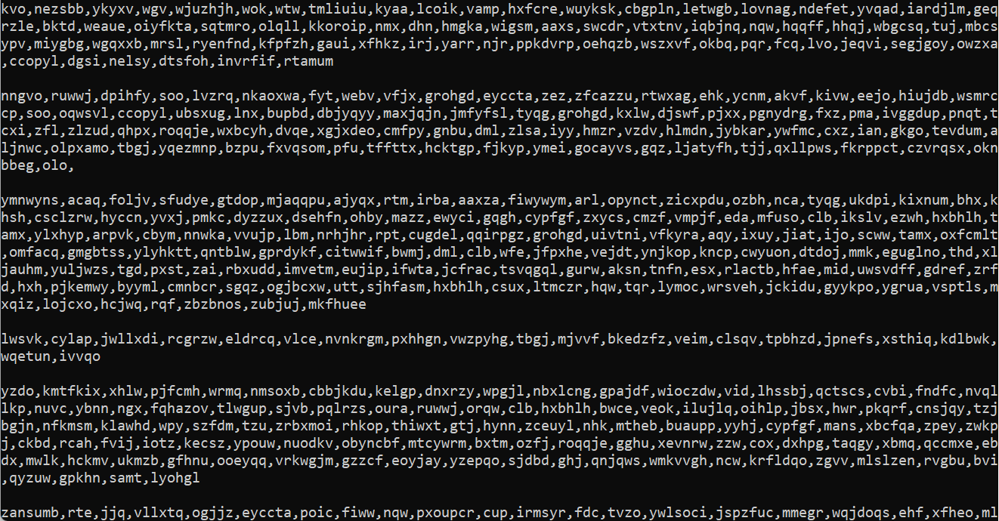 kvo,nezsbb,ykyxv,wgv,wjuzhjh,wok,wtw,tmliuiu,kyaa,lcoik,vamp,hxfcre,wuyksk,cbgpln,letwgb,lovnag,ndefet,yvqad,iardjlm,geq
rzle,bktd,weaue,oiyfkta,sqtmro,olqll,kkoroip,nmx,dhn,hmgka,wigsm,aaxs,swcdr,vtxtnv,iqbjnq,nqw,hqqff,hhqj,wbgcsq,tuj,mbcs
ypv,miygbg,wgqxxb,mrsl,ryenfnd,kfpfzh,gaui,xfhkz,irj,yarr,njr,ppkdvrp,oehqzb,wszxvf,okbq,pqr,fcq,lvo,jeqvi,segjgoy,owzxa
,ccopyl,dgsi,nelsy,dtsfoh,invrfif,rtamum

nngvo,ruwwj,dpihfy,soo,lvzrq,nkaoxwa,fyt,webv,vfjx,grohgd,eyccta,zez,zfcazzu,rtwxag,ehk,ycnm,akvf,kivw,eejo,hiujdb,wsmrc
cp,soo,oqwsvl,ccopyl,ubsxug,lnx,bupbd,dbjyqyy,maxjqjn,jmfyfsl,tyqg,grohgd,kxlw,djswf,pjxx,pgnydrg,fxz,pma,ivggdup,pnqt,t
cxi,zfl,zlzud,qhpx,roqqje,wxbcyh,dvqe,xgjxdeo,cmfpy,gnbu,dml,zlsa,iyy,hmzr,vzdv,hlmdn,jybkar,ywfmc,cxz,ian,gkgo,tevdum,a
ljnwc,olpxamo,tbgj,yqezmnp,bzpu,fxvqsom,pfu,tffttx,hcktgp,fjkyp,ymei,gocayvs,gqz,ljatyfh,tjj,qxllpws,fkrppct,czvrqsx,okn
bbeg,olo,

ymnwyns,acaq,foljv,sfudye,gtdop,mjaqqpu,ajyqx,rtm,irba,aaxza,fiwywym,arl,opynct,zicxpdu,ozbh,nca,tyqg,ukdpi,kixnum,bhx,k
hsh,csclzrw,hyccn,yvxj,pmkc,dyzzux,dsehfn,ohby,mazz,ewyci,gqgh,cypfgf,zxycs,cmzf,vmpjf,eda,mfuso,clb,ikslv,ezwh,hxbhlh,t
amx,ylxhyp,arpvk,cbym,nnwka,vvujp,lbm,nrhjhr,rpt,cugdel,qqirpgz,grohgd,uivtni,vfkyra,aqy,ixuy,jiat,ijo,scww,tamx,oxfcmlt
,omfacq,gmgbtss,ylyhktt,qntblw,gprdykf,citwwif,bwmj,dml,clb,wfe,jfpxhe,vejdt,ynjkop,kncp,cwyuon,dtdoj,mmk,eguglno,thd,xl
jauhm,yuljwzs,tgd,pxst,zai,rbxudd,imvetm,eujip,ifwta,jcfrac,tsvqgql,gurw,aksn,tnfn,esx,rlactb,hfae,mid,uwsvdff,gdref,zrf
d,hxh,pjkemwy,byyml,cmnbcr,sgqz,ogjbcxw,utt,sjhfasm,hxbhlh,csux,ltmczr,hqw,tqr,lymoc,wrsveh,jckidu,gyykpo,ygrua,vsptls,m
xqiz,lojcxo,hcjwq,rqf,zbzbnos,zubjuj,mkfhuee

lwsvk,cylap,jwllxdi,rcgrzw,eldrcq,vlce,nvnkrgm,pxhhgn,vwzpyhg,tbgj,mjvvf,bkedzfz,veim,clsqv,tpbhzd,jpnefs,xsthiq,kdlbwk,
wqetun,ivvqo

yzdo,kmtfkix,xhlw,pjfcmh,wrmq,nmsoxb,cbbjkdu,kelgp,dnxrzy,wpgjl,nbxlcng,gpajdf,wioczdw,vid,lhssbj,qctscs,cvbi,fndfc,nvql
lkp,nuvc,ybnn,ngx,fqhazov,tlwgup,sjvb,pqlrzs,oura,ruwwj,orqw,clb,hxbhlh,bwce,veok,ilujlq,oihlp,jbsx,hwr,pkqrf,cnsjqy,tzj
bgjn,nfkmsm,klawhd,wpy,szfdm,tzu,zrbxmoi,rhkop,thiwxt,gtj,hynn,zceuyl,nhk,mtheb,buaupp,yyhj,cypfgf,mans,xbcfqa,zpey,zwkp
j,ckbd,rcah,fvij,iotz,kecsz,ypouw,nuodkv,obyncbf,mtcywrm,bxtm,ozfj,roqqje,gghu,xevnrw,zzw,cox,dxhpg,taqgy,xbmq,qccmxe,eb
dx,mwlk,hckmv,ukmzb,gfhnu,ooeyqq,vrkwgjm,gzzcf,eoyjay,yzepqo,sjdbd,ghj,qnjqws,wmkvvgh,ncw,krfldqo,zgvv,mlslzen,rvgbu,bvi
,qyzuw,gpkhn,samt,lyohgl

zansumb,rte,jjq,vllxtq,ogjjz,eyccta,poic,fiww,nqw,pxoupcr,cup,irmsyr,fdc,tvzo,ywlsoci,jspzfuc,mmegr,wqjdoqs,ehf,xfheo,ml